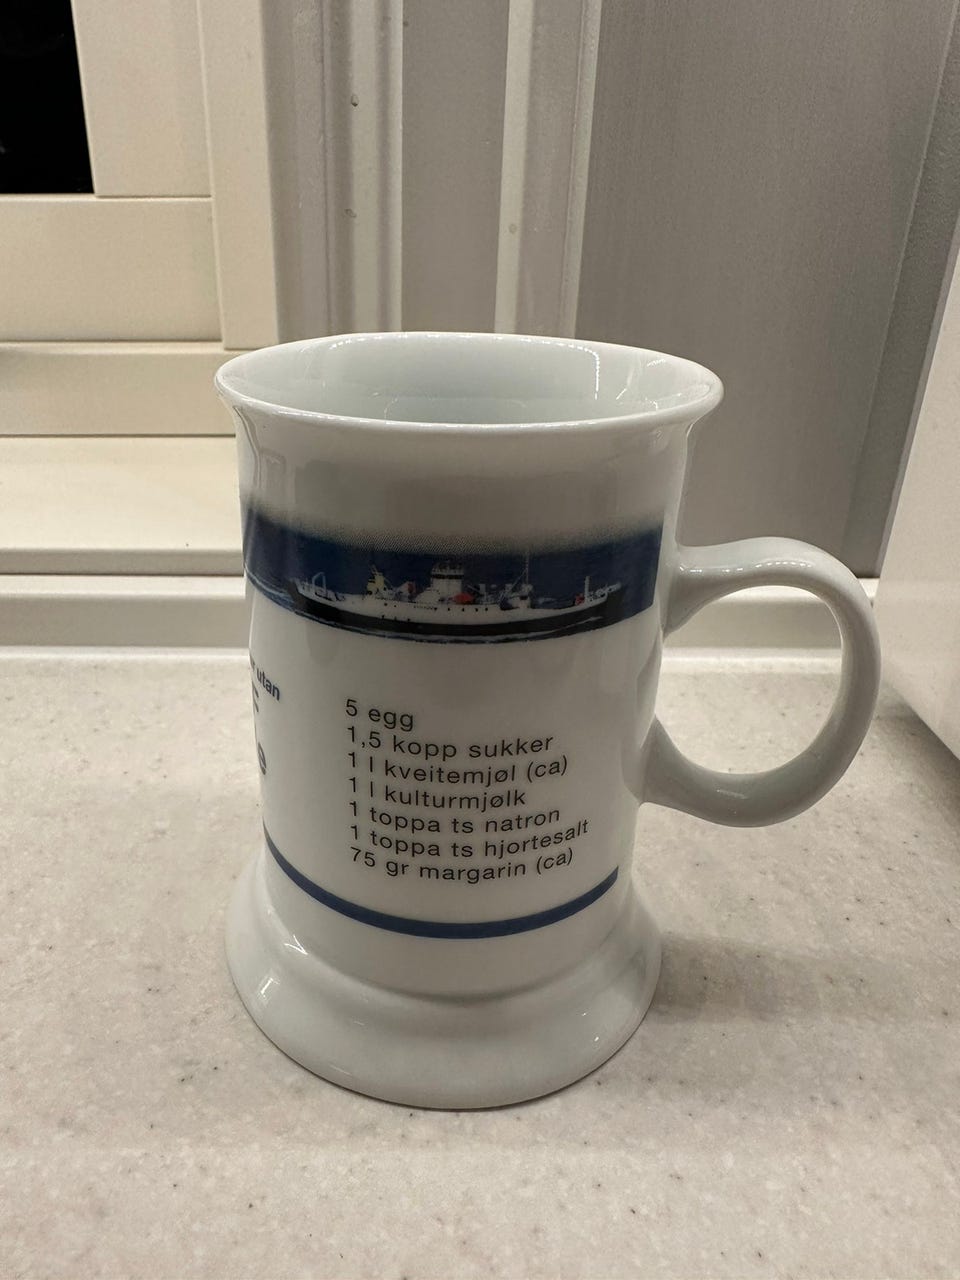 utan
5 egg
1,5 kopp sukker
1 l kveitemjøl (ca)
1 l kulturmjølk
1 toppa ts natron
1 toppa ts hjortesalt
75 gr margarin (ca)